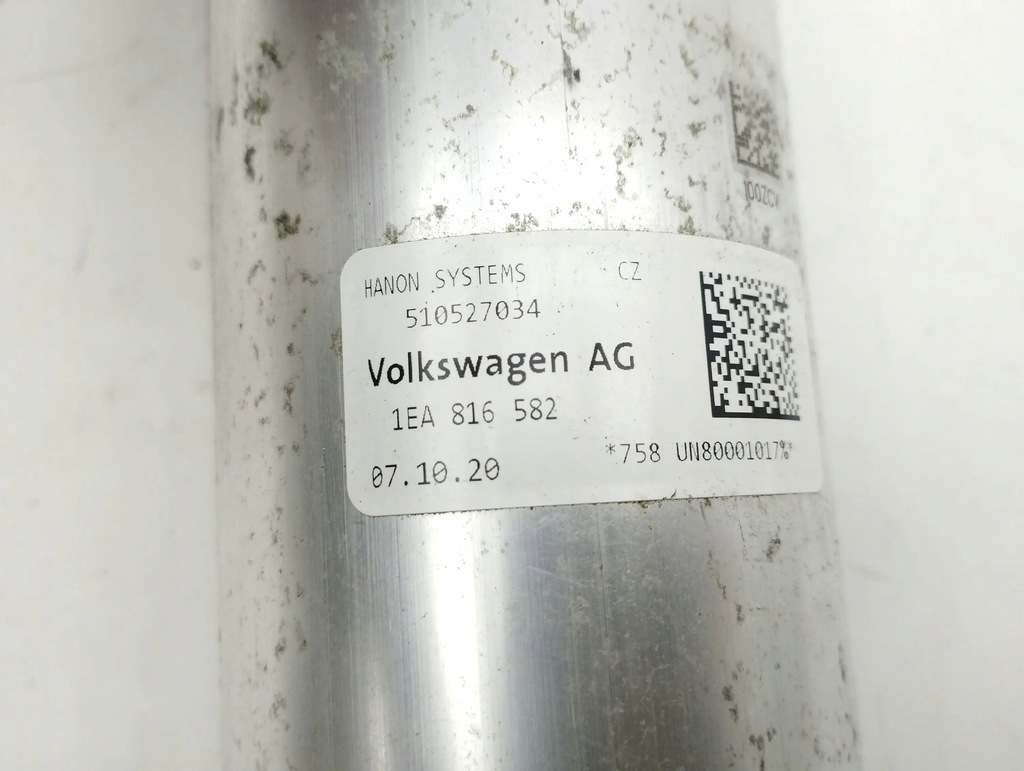 HANON SYSTEMS CZ
510527034
Volkswagen AG
1EA 816 582
*758 UN80001017%*
07.10.20